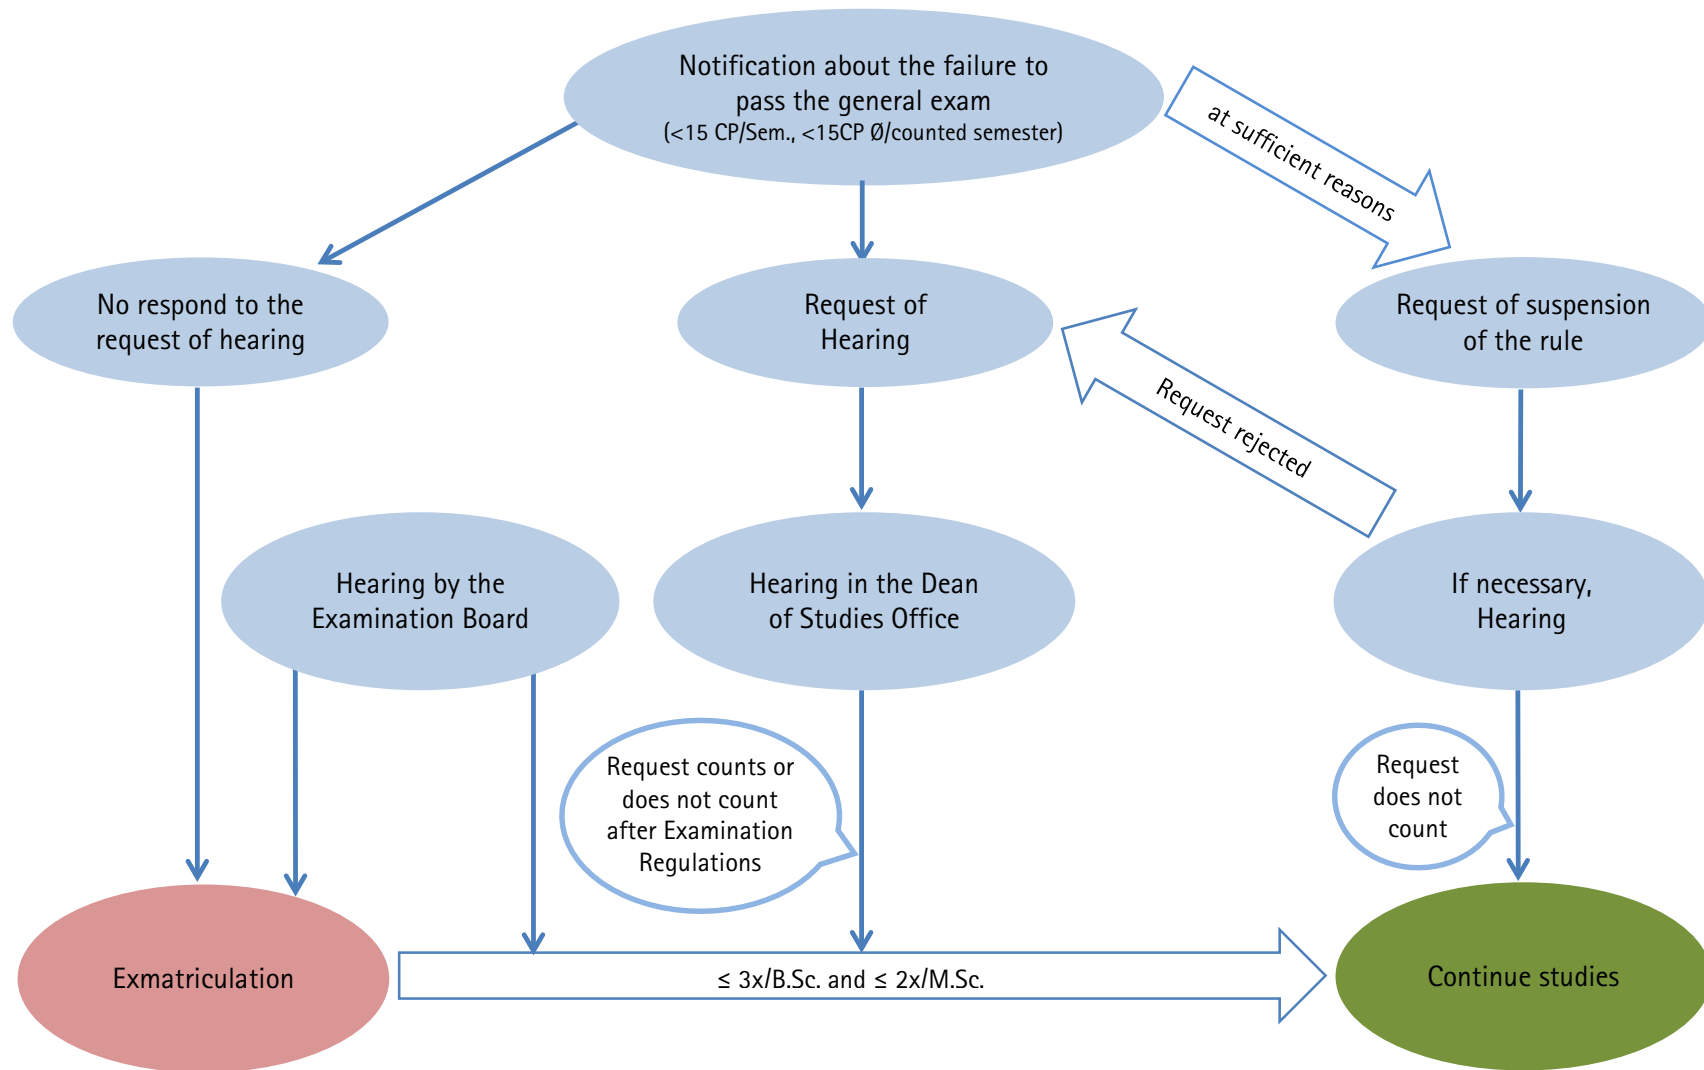 Notification about the failure to
pass the general exam
(<15 CP/Sem., <15CP Ø/counted semester)
at sufficient reasons
No respond to the
request of hearing
Request of
Hearing
Request of suspension
of the rule
Request rejected
Hearing by the
Examination Board
Hearing in the Dean
of Studies Office
If necessary,
Hearing
Request counts or
does not count
after Examination
Regulations
Request
does not
count
Exmatriculation
≤ 3x/B.Sc. and ≤ 2x/M.Sc.
Continue studies